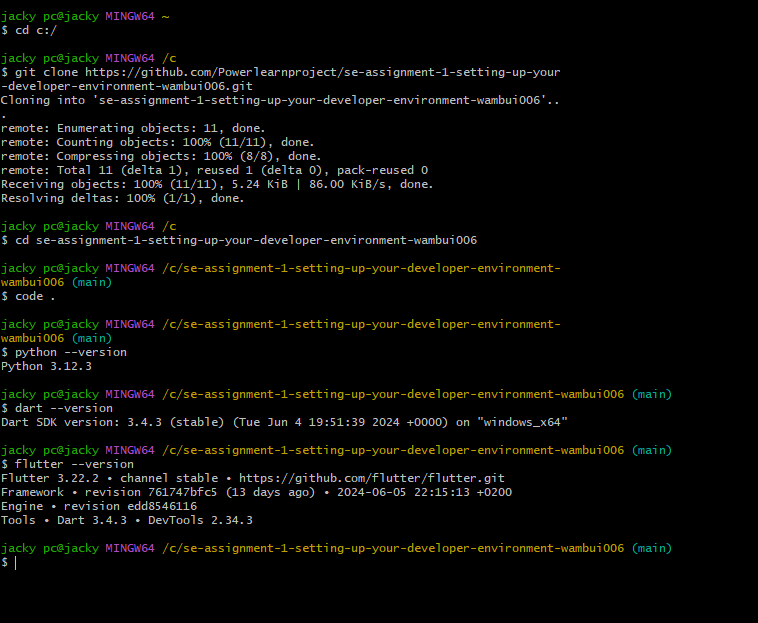 jacky pc@jacky MINGW64 ~
$ cd c:/
jacky pc@jacky MINGW64 /c
$ git clone https://github.com/Powerlearnproject/se-assignment-1-setting-up-your
-developer-environment-wambui006.git
Cloning into 'se-assignment-1-setting-up-your-developer-environment-wambui006'..
.
remote: Enumerating objects: 11, done.
remote: Counting objects: 100% (11/11), done.
remote: Compressing objects: 100% (8/8), done.
remote: Total 11 (delta 1), reused 1 (delta 0), pack-reused 0
Receiving objects: 100% (11/11), 5.24 KiB | 86.00 KiB/s, done.
Resolving deltas: 100% (1/1), done.
jacky pc@jacky MINGW64 /c
$ cd se-assignment-1-setting-up-your-developer-environment-wambui006
jacky pc@jacky MINGW64 /c/se-assignment-1-setting-up-your-developer-environment-
wambui006 (main)
$ code .
jacky pc@jacky MINGW64 /c/se-assignment-1-setting-up-your-developer-environment-
wambui006 (main)
$ python --version
Python 3.12.3
jacky pc@jacky MINGW64 /c/se-assignment-1-setting-up-your-developer-environment-wambui006 (main)
$ dart --version
Dart SDK version: 3.4.3 (stable) (Tue Jun 4 19:51:39 2024 +0000) on "windows_x64"
jacky pc@jacky MINGW64 /c/se-assignment-1-setting-up-your-developer-environment-wambui006 (main)
$ flutter --version
Flutter 3.22.2 • channel stable • https://github.com/flutter/flutter.git
Framework • revision 761747bfc5 (13 days ago) • 2024-06-05 22:15:13 +0200
Engine • revision edd8546116
Tools • Dart 3.4.3 • DevTools 2.34.3
jacky pc@jacky MINGW64 /c/se-assignment-1-setting-up-your-developer-environment-wambui006 (main)
$